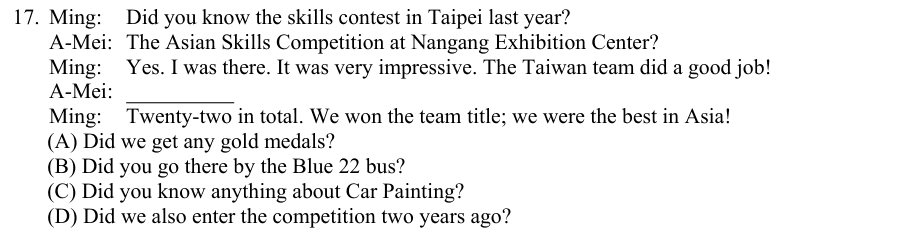 17. Ming: Did you know the skills contest in Taipei last year?
A-Mei: The Asian Skills Competition at Nangang Exhibition Center?
Ming: Yes. I was there. It was very impressive. The Taiwan team did a good job!
A-Mei: __________
Ming: Twenty-two in total. We won the team title; we were the best in Asia!
(A) Did we get any gold medals?
(B) Did you go there by the Blue 22 bus?
(C) Did you know anything about Car Painting?
(D) Did we also enter the competition two years ago?